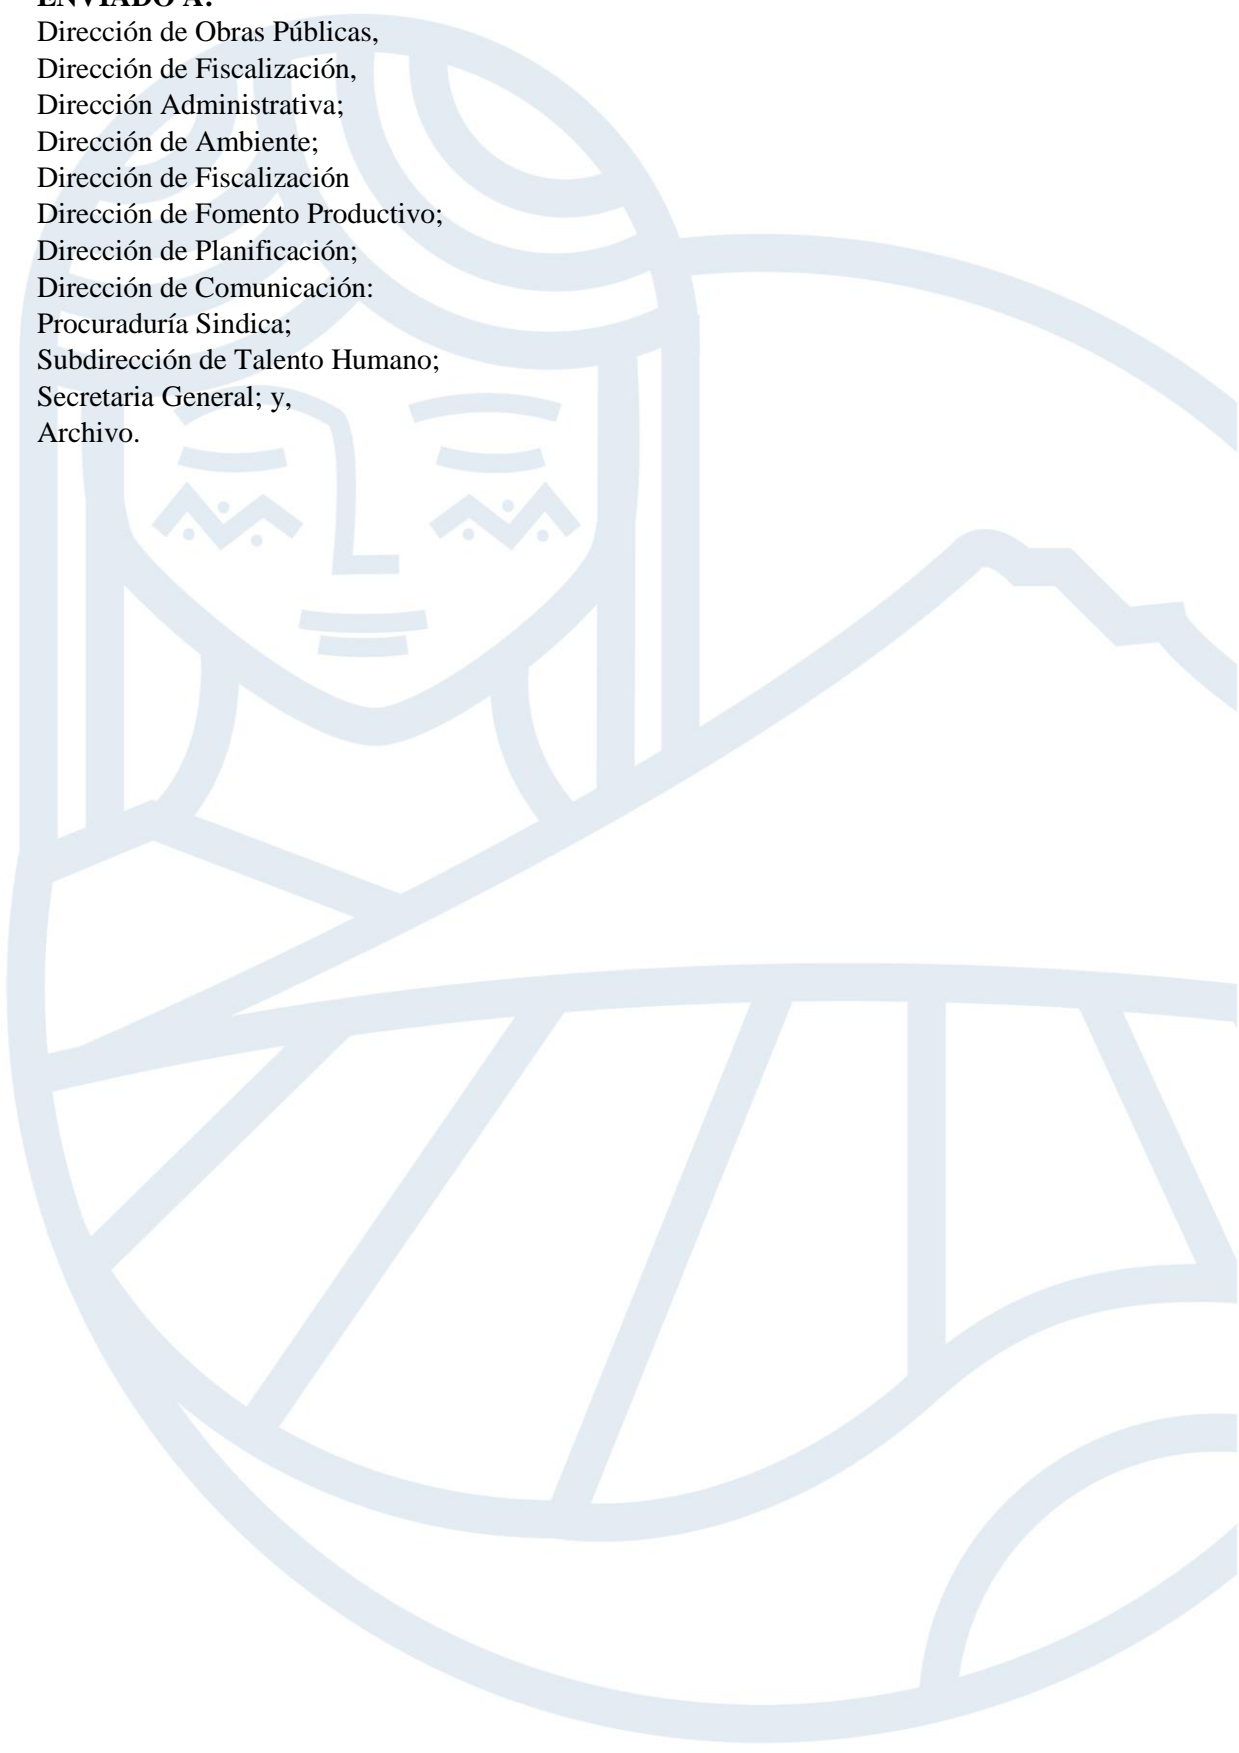 ENVIADO A:
Dirección de Obras Públicas,
Dirección de Fiscalización,
Dirección Administrativa;
Dirección de Ambiente;
Dirección de Fiscalización
Dirección de Fomento Productivo;
Dirección de Planificación;
Dirección de Comunicación:
Procuraduría Sindica;
Subdirección de Talento Humano;
Secretaria General; y,
Archivo.